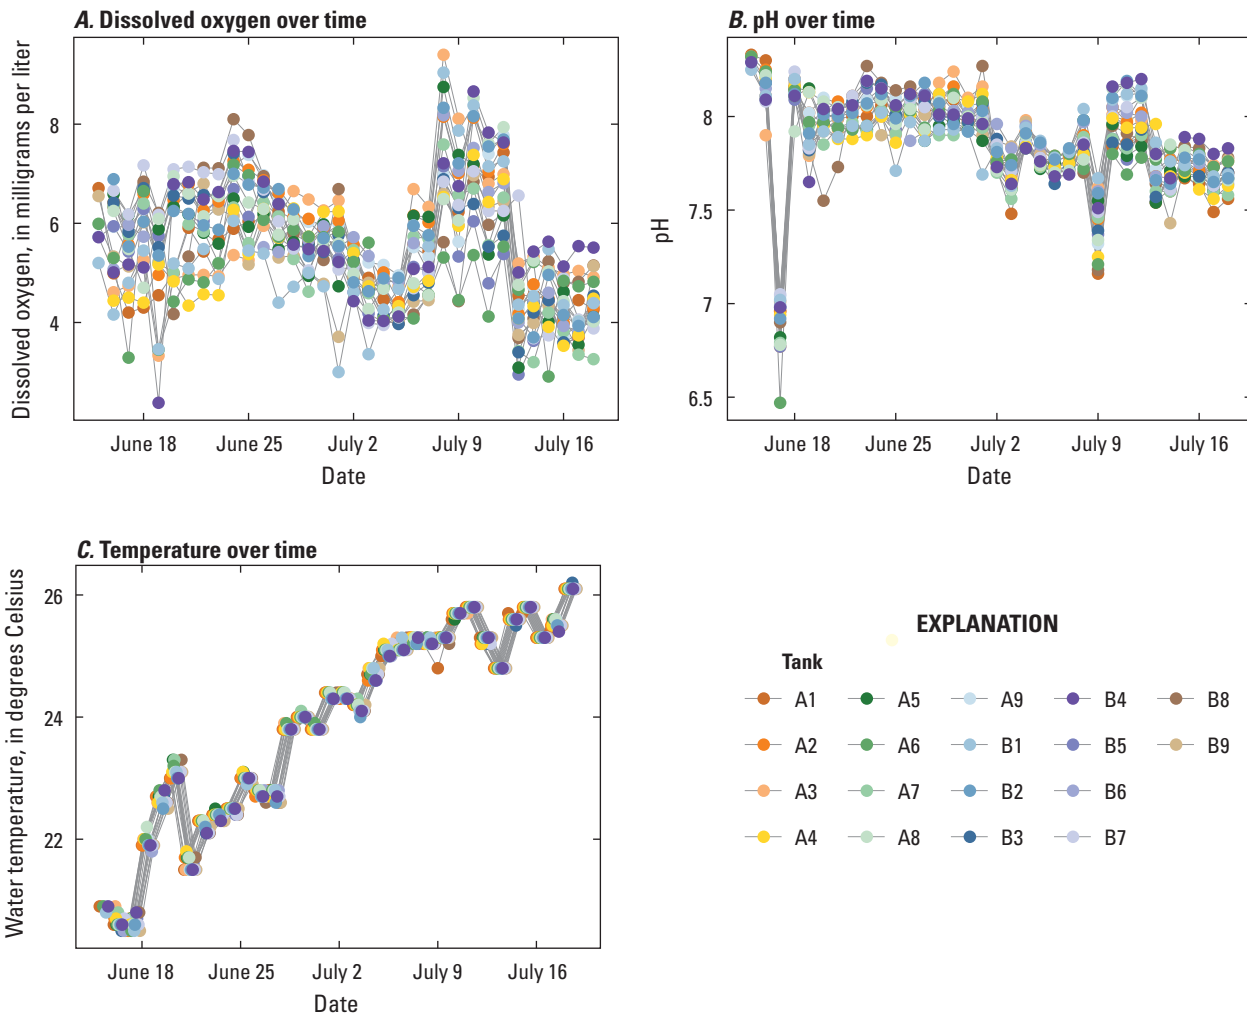 A. Dissolved oxygen over time
Dissolved oxygen, in milligrams per liter
8
6
4
June 18 June 25 July 2 July 9 July 16
Date
B. pH over time
pH
8
7.5
7
6.5
June 18 June 25 July 2 July 9 July 16
Date
C. Temperature over time
Water temperature, in degrees Celsius
26
24
22
June 18 June 25 July 2 July 9 July 16
Date
EXPLANATION
Tank
A1 A5 A9 B4 B8
A2 A6 B1 B5 B9
A3 A7 B2 B6
A4 A8 B3 B7